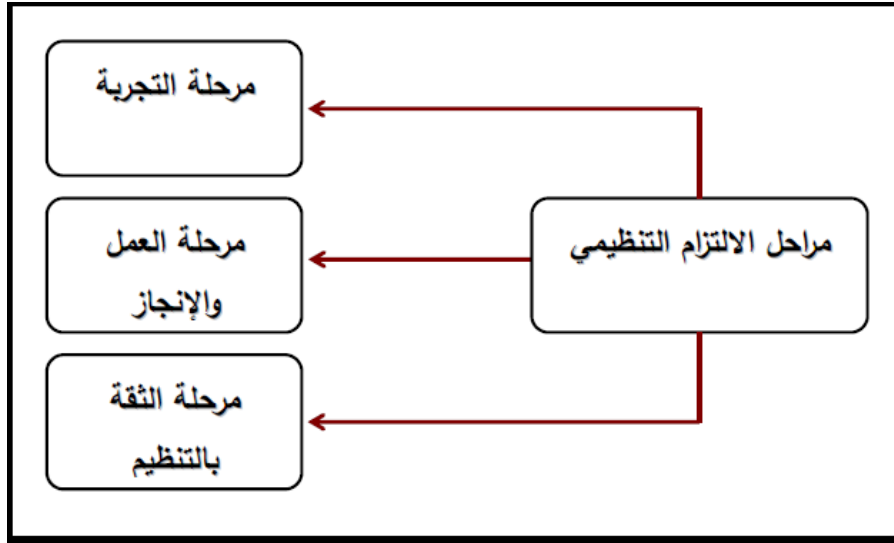 مراحل الالتزام التنظيمي
مرحلة التجربة
مرحلة العمل
والإنجاز
مرحلة الثقة
بالتنظيم